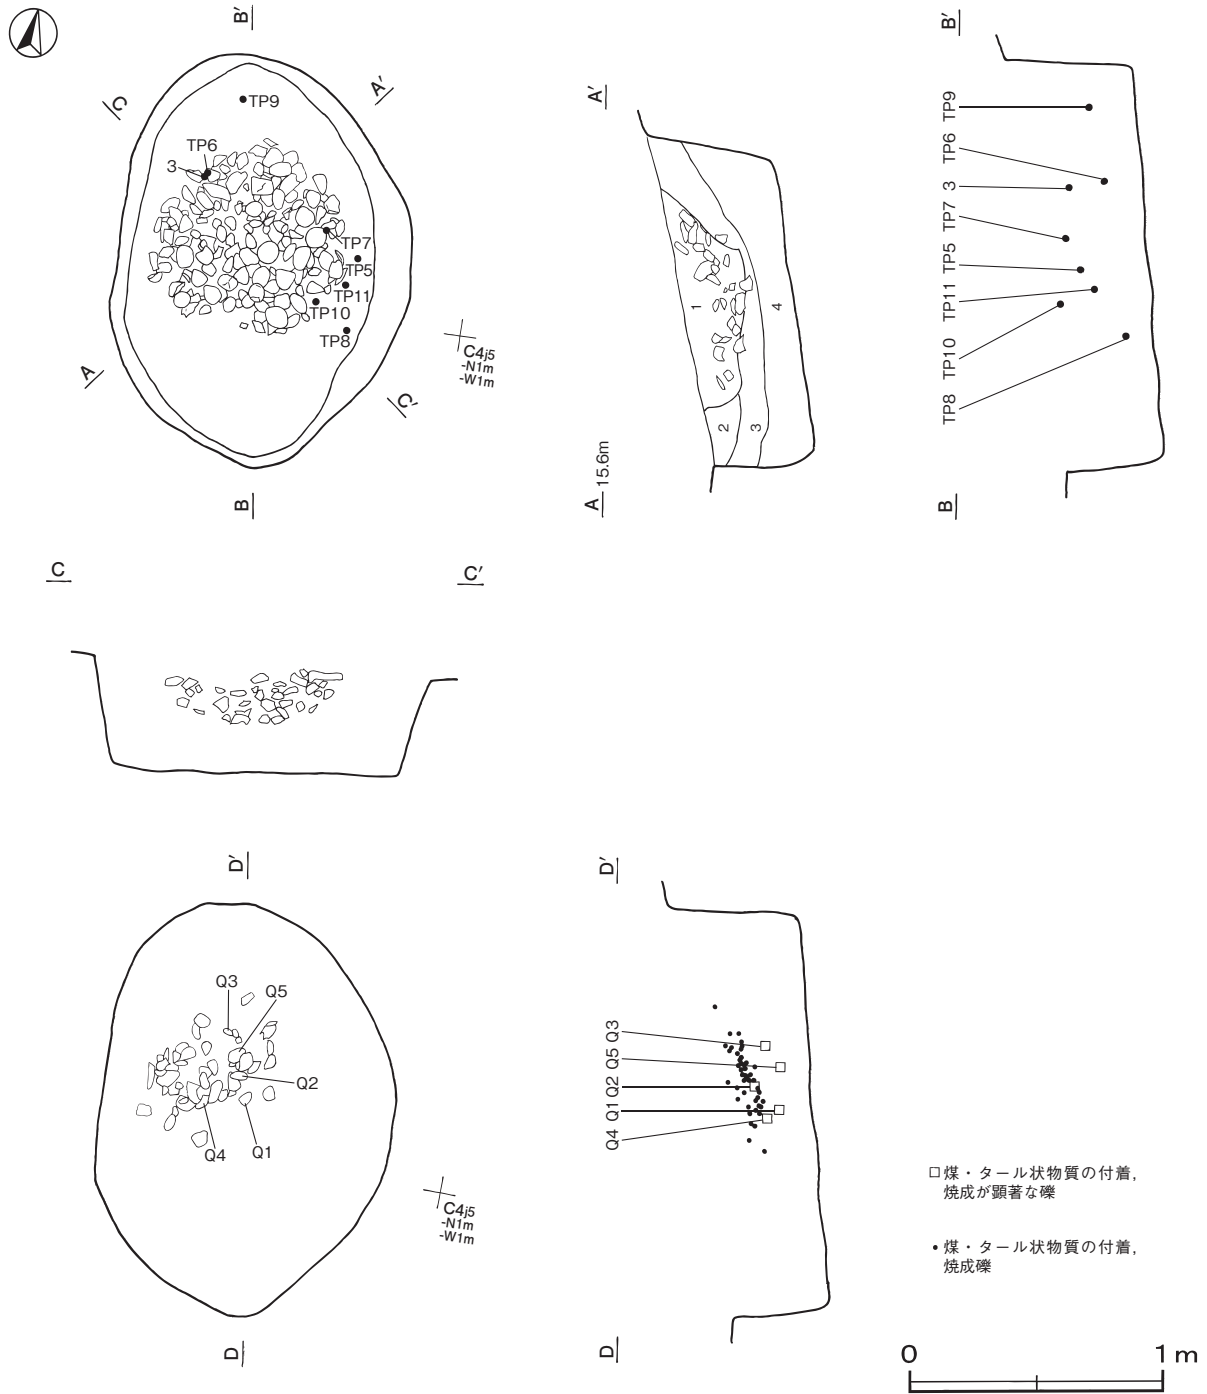 B′
C
A′
TP9
TP6
3
TP7
TP5
TP11
TP10
TP8
A
C′
C4j5
-N1m
-W1m
B
A′
1
4
2
3
A 15.6m
B′
TP9
TP6
3
TP7
TP5
TP11
TP10
TP8
B
C
C′
D′
Q3
Q5
Q2
Q4
Q1
C4j5
-N1m
-W1m
D
D′
Q3
Q5
Q2
Q1
Q4
D
□煤・タール状物質の付着,
焼成が顕著な礫
•煤・タール状物質の付着,
焼成礫
0 1 m